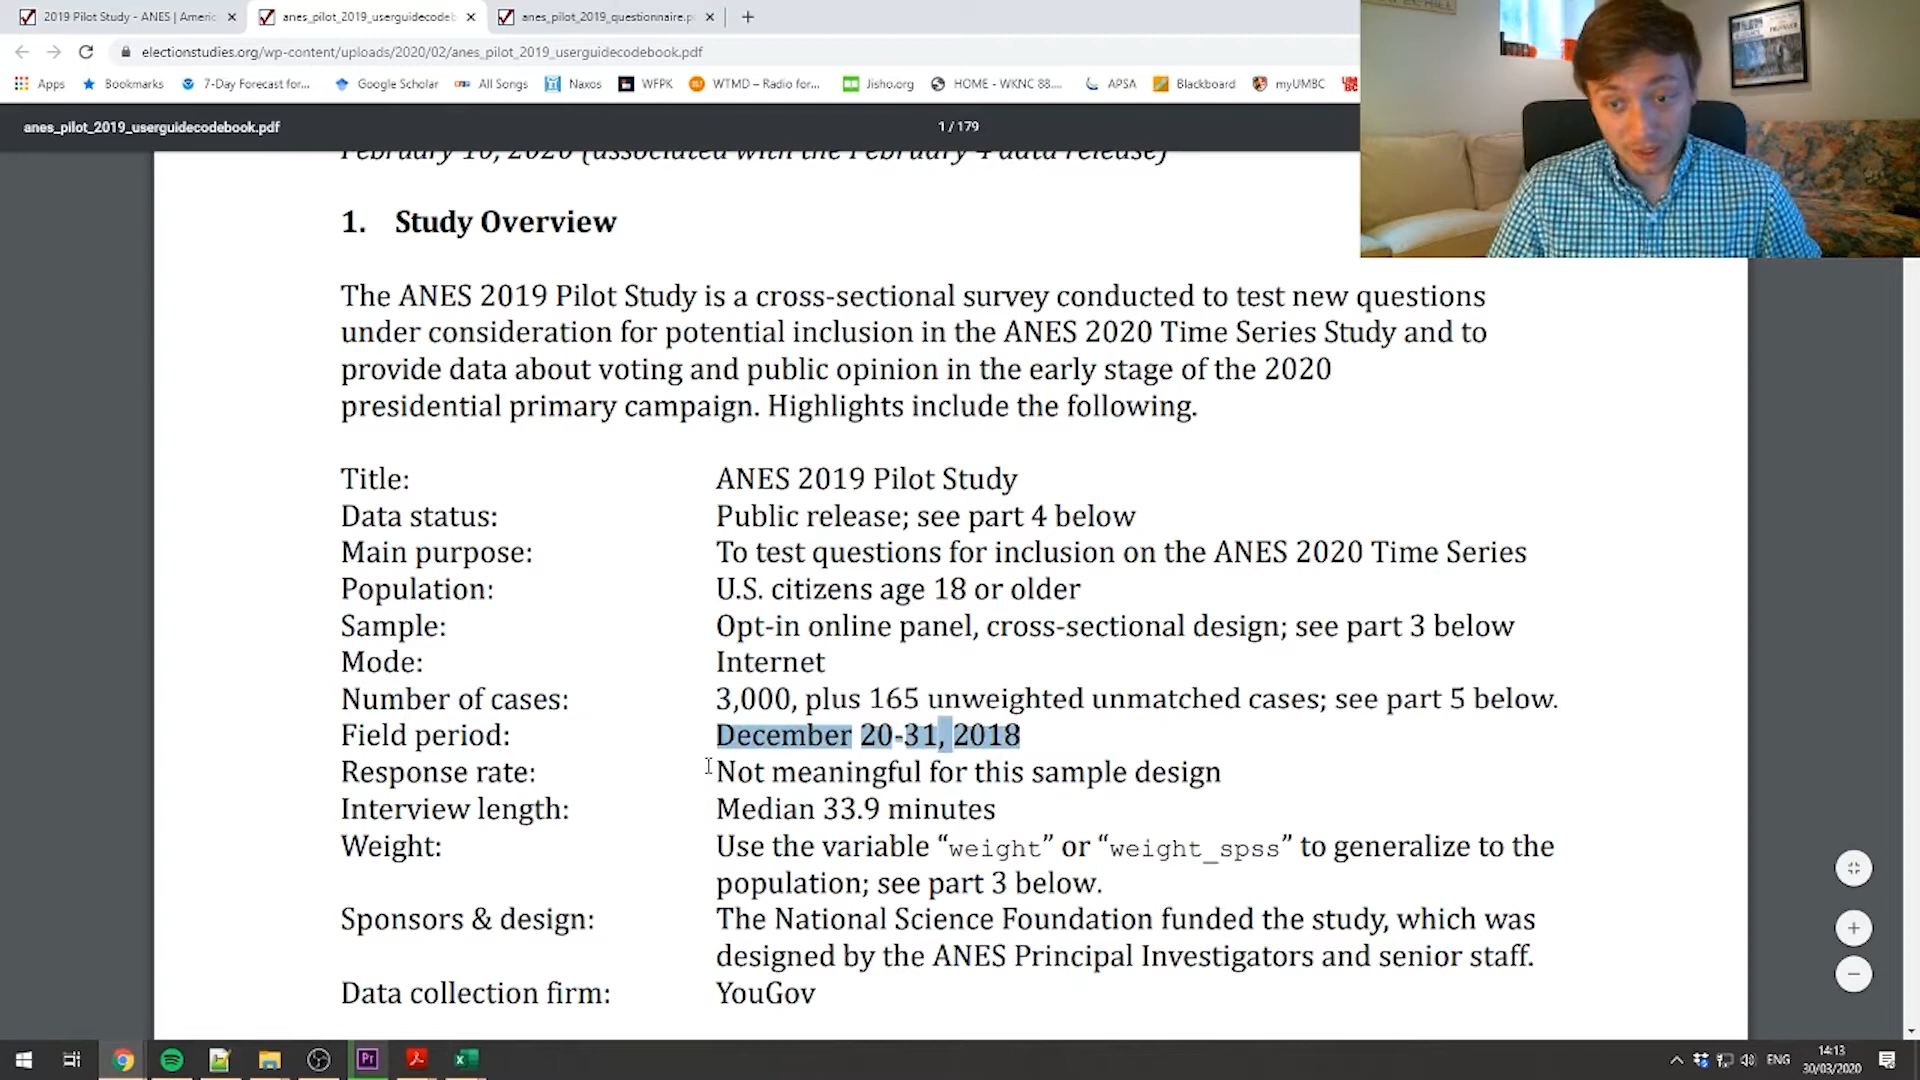 2019 Pilot Study - ANES | Americ
anes_pilot_2019_userguidecodeb
anes_pilot_2019_questionnaire.p
electionstudies.org/wp-content/uploads/2020/02/anes_pilot_2019_userguidecodebook.pdf
Apps
Bookmarks
7-Day Forecast for...
Google Scholar
All Songs
Naxos
WFPK
WTMD – Radio for...
Jisho.org
HOME - WKNC 88....
APSA
Blackboard
myUMBC
anes_pilot_2019_userguidecodebook.pdf
1 / 179
February 10, 2020 (associated with the February 4 data release)
1. Study Overview
The ANES 2019 Pilot Study is a cross-sectional survey conducted to test new questions
under consideration for potential inclusion in the ANES 2020 Time Series Study and to
provide data about voting and public opinion in the early stage of the 2020
presidential primary campaign. Highlights include the following.
Title: ANES 2019 Pilot Study
Data status: Public release; see part 4 below
Main purpose: To test questions for inclusion on the ANES 2020 Time Series
Population: U.S. citizens age 18 or older
Sample: Opt-in online panel, cross-sectional design; see part 3 below
Mode: Internet
Number of cases: 3,000, plus 165 unweighted unmatched cases; see part 5 below.
Field period: December 20-31, 2018
Response rate: Not meaningful for this sample design
Interview length: Median 33.9 minutes
Weight: Use the variable “weight” or “weight_spss” to generalize to the
population; see part 3 below.
Sponsors & design: The National Science Foundation funded the study, which was
designed by the ANES Principal Investigators and senior staff.
Data collection firm: YouGov
Pr
ENG
14:13
30/03/2020